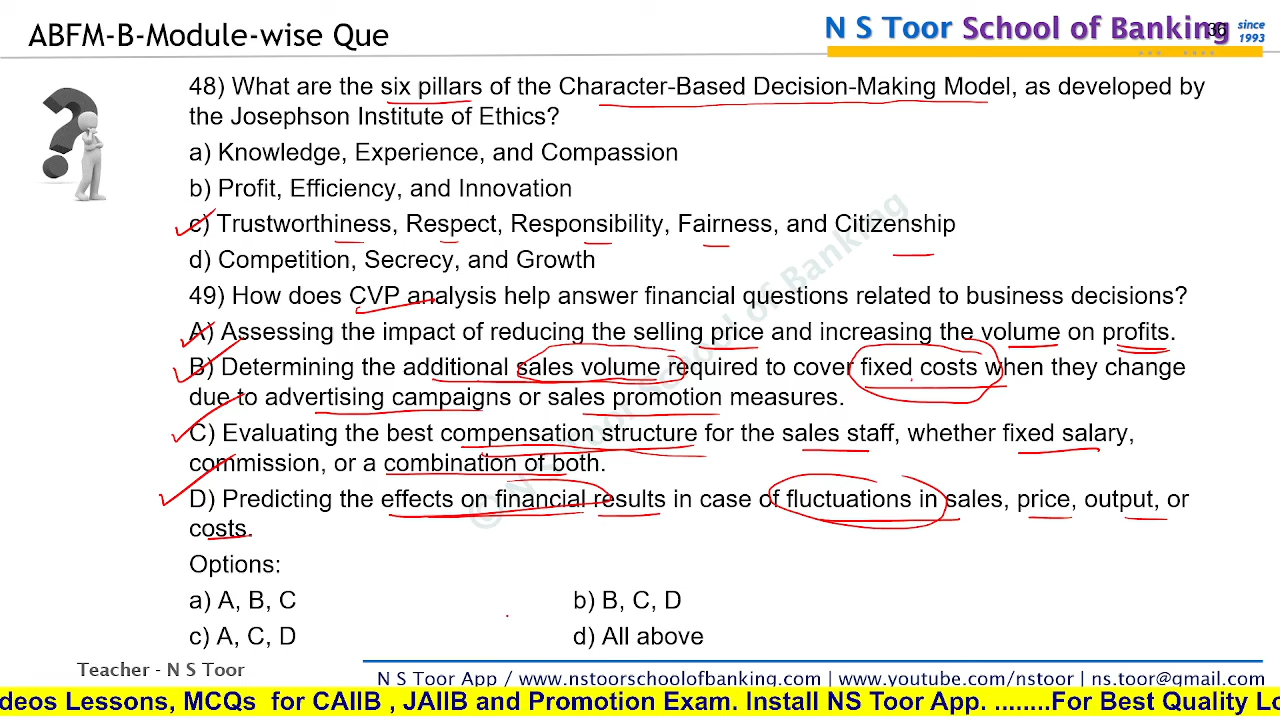 ABFM-B-Module-wise Que
N S Toor School of Banking
since
1993
36
48) What are the six pillars of the Character-Based Decision-Making Model, as developed by
the Josephson Institute of Ethics?
a) Knowledge, Experience, and Compassion
b) Profit, Efficiency, and Innovation
c) Trustworthiness, Respect, Responsibility, Fairness, and Citizenship
d) Competition, Secrecy, and Growth
49) How does CVP analysis help answer financial questions related to business decisions?
A) Assessing the impact of reducing the selling price and increasing the volume on profits.
B) Determining the additional sales volume required to cover fixed costs when they change
due to advertising campaigns or sales promotion measures.
C) Evaluating the best compensation structure for the sales staff, whether fixed salary,
commission, or a combination of both.
D) Predicting the effects on financial results in case of fluctuations in sales, price, output, or
costs.
Options:
a) A, B, C
b) B, C, D
c) A, C, D
d) All above
© N S Toor School of Banking
Teacher - N S Toor
N S Toor App / www.nstoorschoolofbanking.com | www.youtube.com/nstoor | ns.toor@gmail.com
deos Lessons, MCQs for CAIIB , JAIIB and Promotion Exam. Install NS Toor App. ........For Best Quality Lo